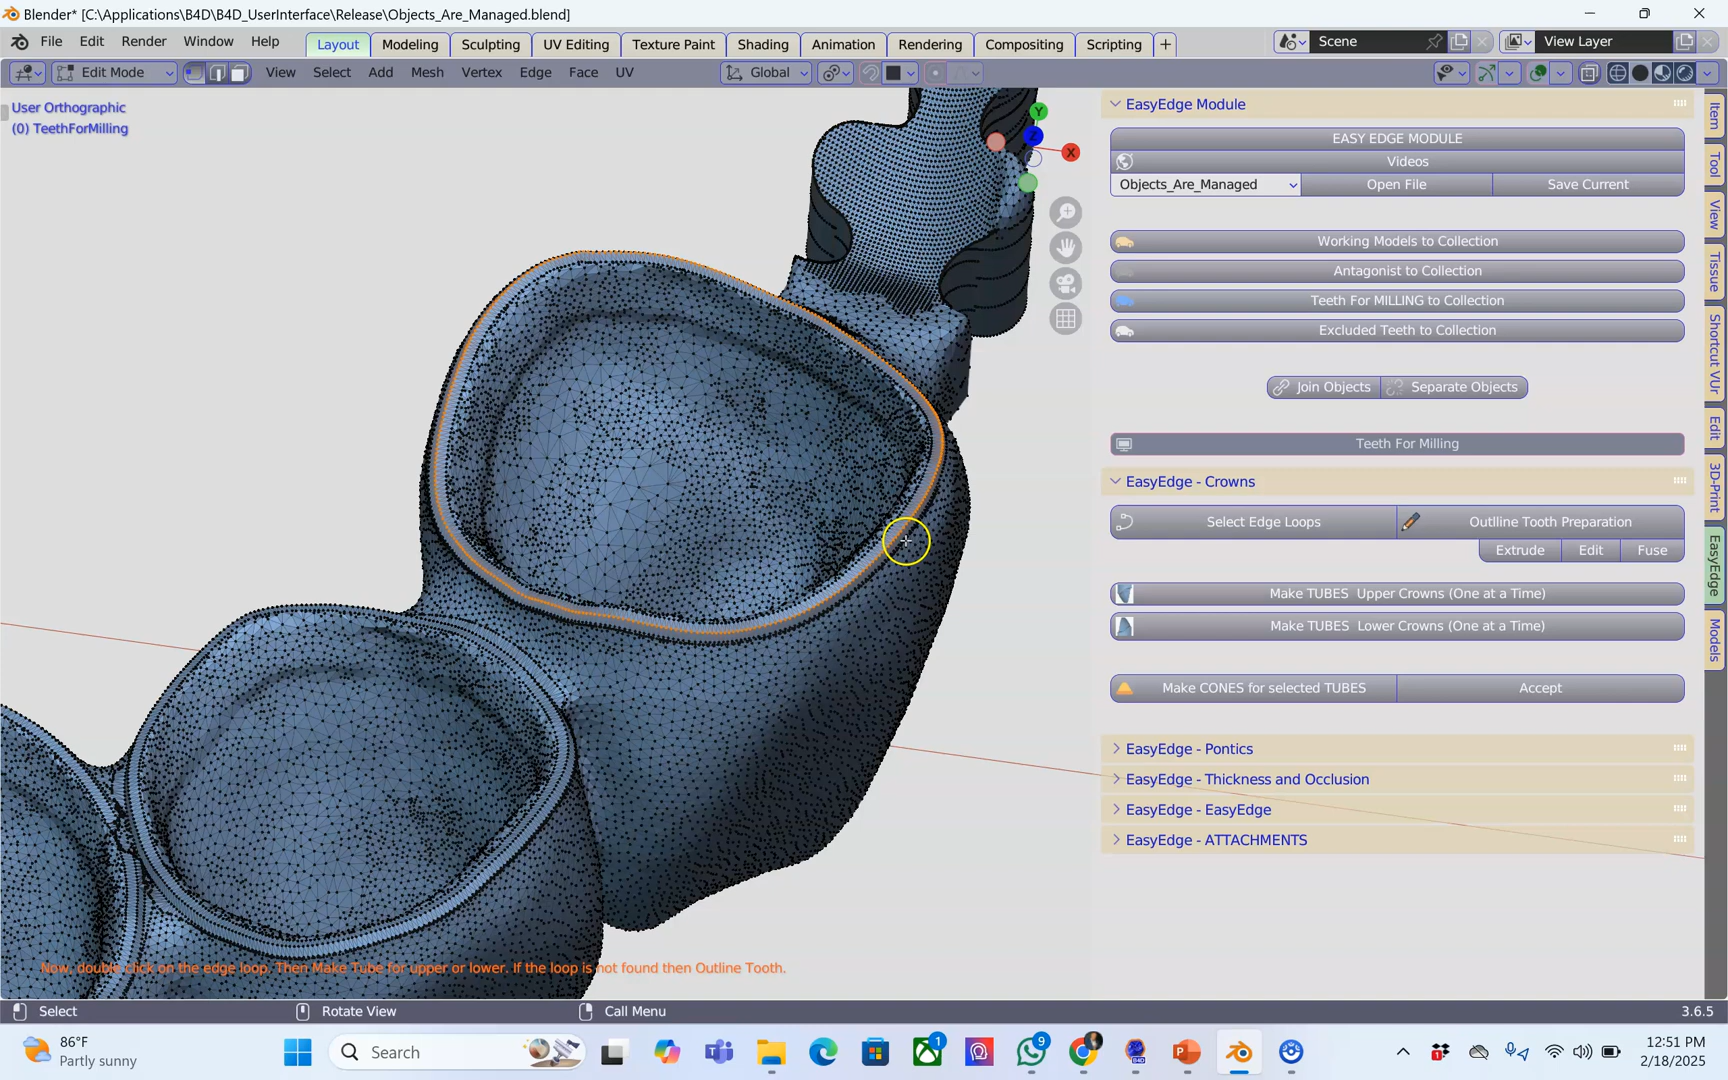 Blender* [C:\Applications\B4D\B4D_UserInterface\Release\Objects_Are_Managed.blend]
File Edit Render Window Help Layout Modeling Sculpting UV Editing Texture Paint Shading Animation Rendering Compositing Scripting + Scene View Layer
Edit Mode View Select Add Mesh Vertex Edge Face UV Global
User Orthographic
(0) TeethForMilling
Y
Z
X
EasyEdge Module
EASY EDGE MODULE
Videos
Objects_Are_Managed Open File Save Current
Working Models to Collection
Antagonist to Collection
Teeth For MILLING to Collection
Excluded Teeth to Collection
Join Objects Separate Objects
Teeth For Milling
EasyEdge - Crowns
Select Edge Loops Outlline Tooth Preparation
Extrude Edit Fuse
Make TUBES Upper Crowns (One at a Time)
Make TUBES Lower Crowns (One at a Time)
Make CONES for selected TUBES Accept
EasyEdge - Pontics
EasyEdge - Thickness and Occlusion
EasyEdge - EasyEdge
EasyEdge - ATTACHMENTS
Item
Tool
View
Tissue
Shortcut VUr
Edit
3D-Print
EasyEdge
Models
Now, double click on the edge loop. Then Make Tube for upper or lower. If the loop is not found then Outline Tooth.
Select Rotate View Call Menu 3.6.5
86°F
Partly sunny
Search
1
9
B4D
1
12:51 PM
2/18/2025